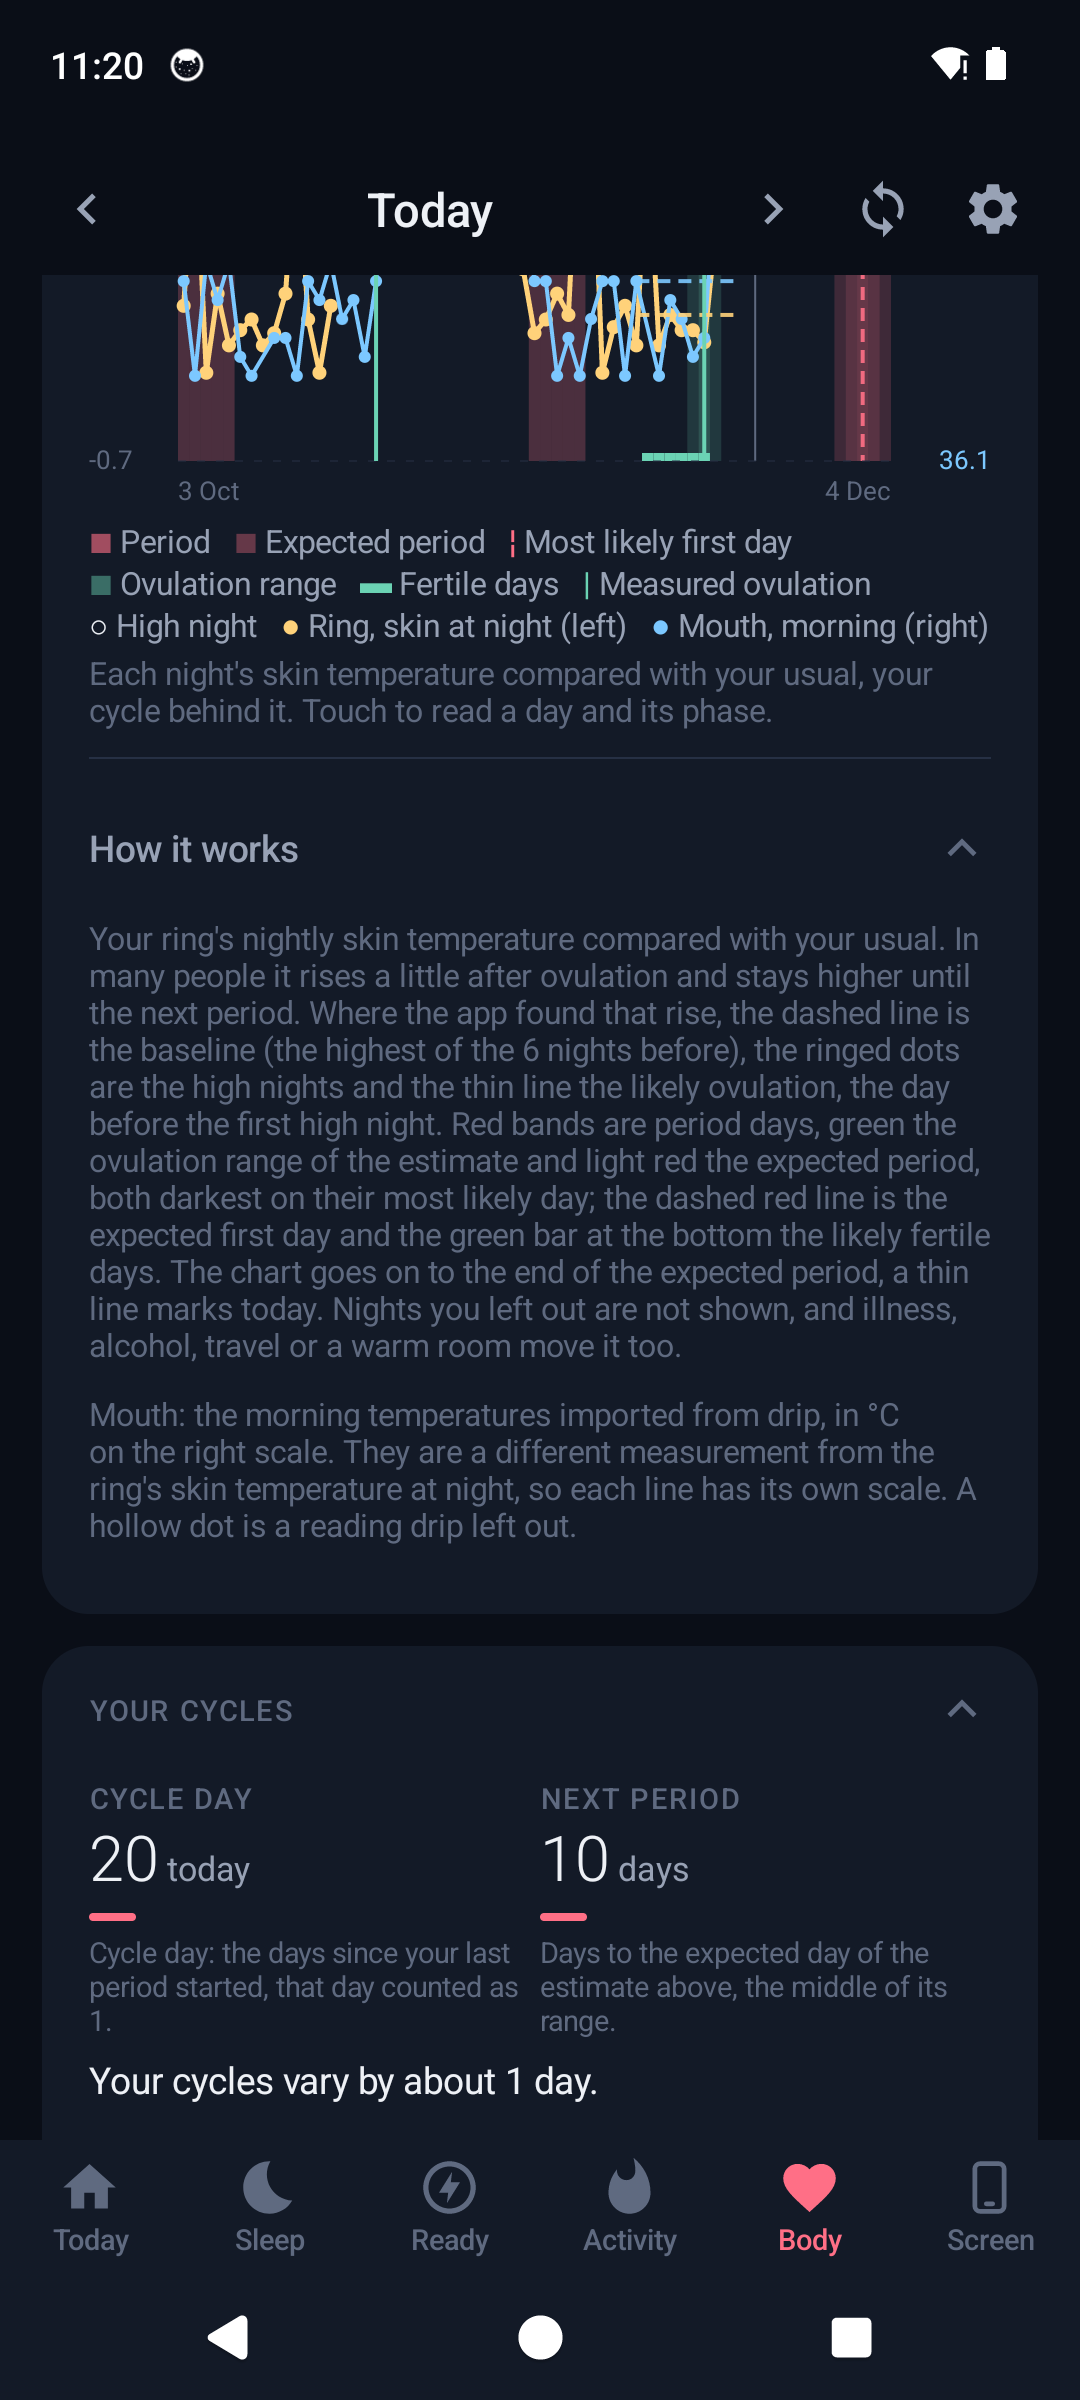 11:20
Today
-0.7
36.1
3 Oct
4 Dec
Period Expected period Most likely first day
Ovulation range Fertile days Measured ovulation
High night Ring, skin at night (left) Mouth, morning (right)
Each night's skin temperature compared with your usual, your
cycle behind it. Touch to read a day and its phase.
How it works
Your ring's nightly skin temperature compared with your usual. In
many people it rises a little after ovulation and stays higher until
the next period. Where the app found that rise, the dashed line is
the baseline (the highest of the 6 nights before), the ringed dots
are the high nights and the thin line the likely ovulation, the day
before the first high night. Red bands are period days, green the
ovulation range of the estimate and light red the expected period,
both darkest on their most likely day; the dashed red line is the
expected first day and the green bar at the bottom the likely fertile
days. The chart goes on to the end of the expected period, a thin
line marks today. Nights you left out are not shown, and illness,
alcohol, travel or a warm room move it too.
Mouth: the morning temperatures imported from drip, in °C
on the right scale. They are a different measurement from the
ring's skin temperature at night, so each line has its own scale. A
hollow dot is a reading drip left out.
YOUR CYCLES
CYCLE DAY
20 today
Cycle day: the days since your last
period started, that day counted as
1.
NEXT PERIOD
10 days
Days to the expected day of the
estimate above, the middle of its
range.
Your cycles vary by about 1 day.
Today
Sleep
Ready
Activity
Body
Screen